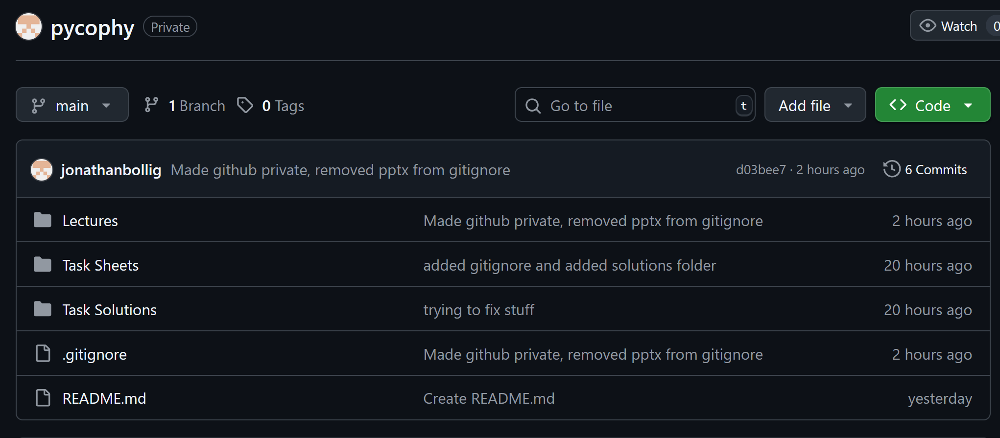 pycophy Private Watch 0
main 1 Branch 0 Tags Go to file t Add file Code
jonathanbollig Made github private, removed pptx from gitignore d03bee7 · 2 hours ago 6 Commits
Lectures Made github private, removed pptx from gitignore 2 hours ago
Task Sheets added gitignore and added solutions folder 20 hours ago
Task Solutions trying to fix stuff 20 hours ago
.gitignore Made github private, removed pptx from gitignore 2 hours ago
README.md Create README.md yesterday